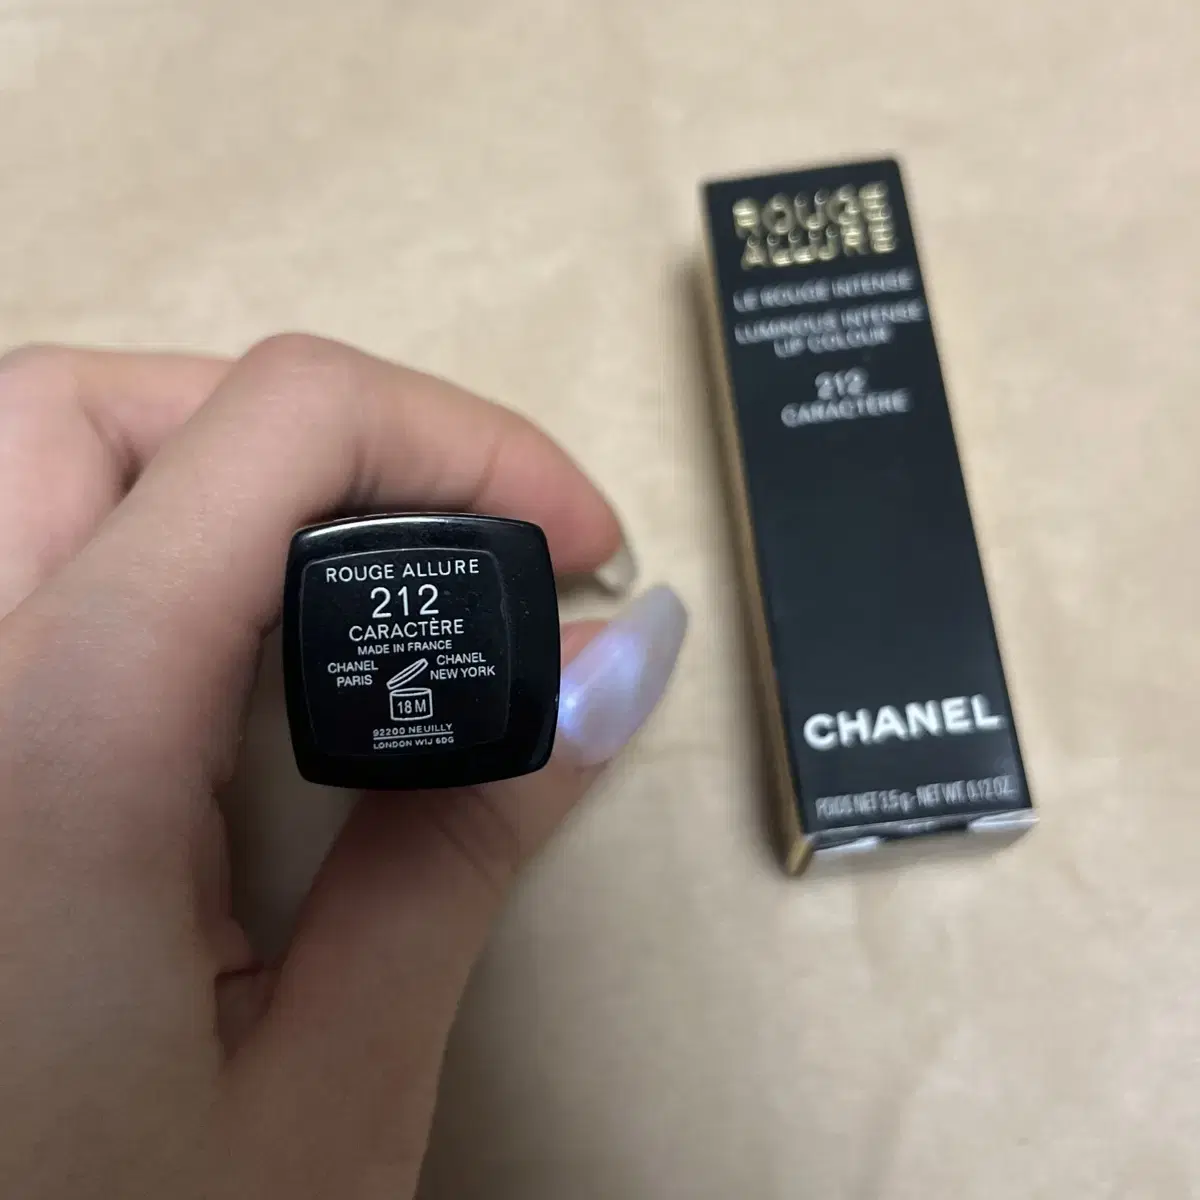 ROUGE ALLURE
212
CARACTÈRE
MADE IN FRANCE
CHANEL PARIS
CHANEL NEW YORK
18 M
92200 NEUILLY
LONDON W1J 6DG
ROUGE
ALLURE
LE ROUGE INTENSE
LUMINOUS INTENSE
LIP COLOUR
212
CARACTÈRE
CHANEL
POIDS NET 3.5 g - NET WT. 0.12 OZ.